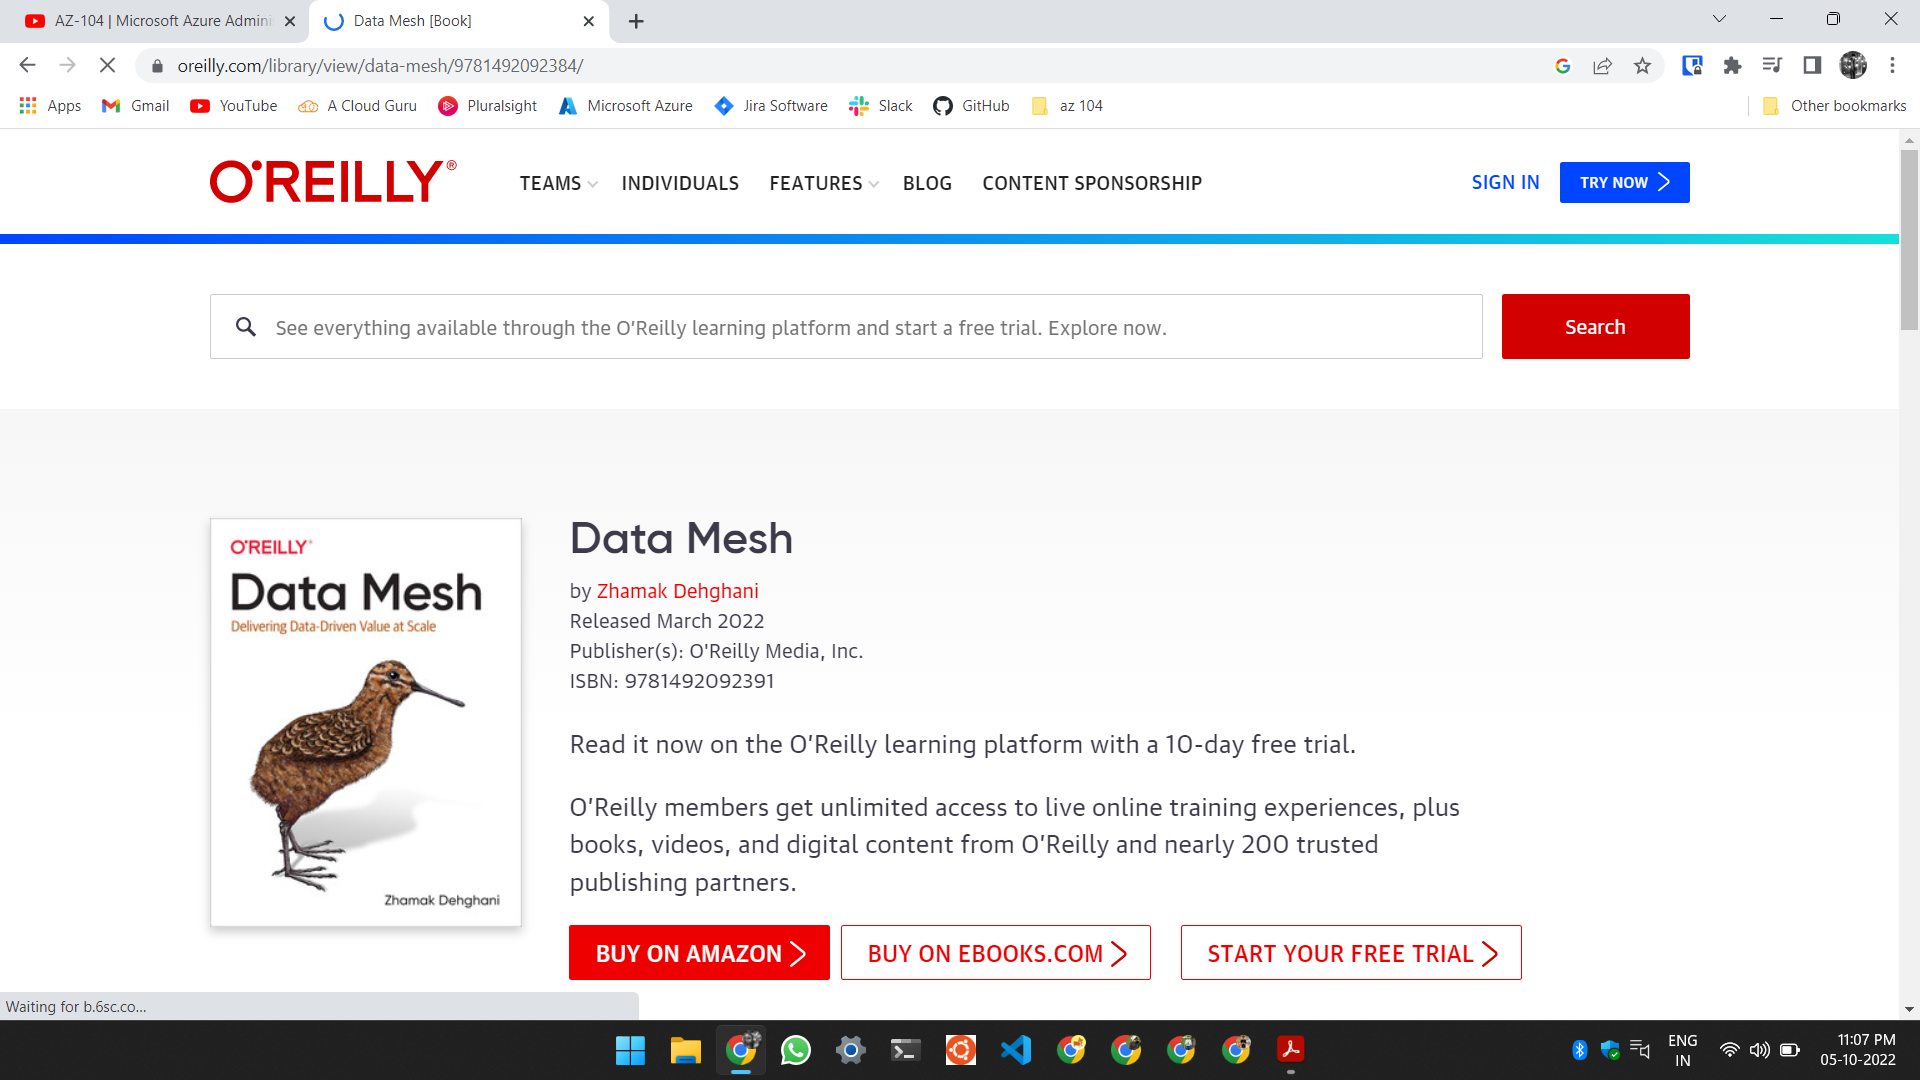 AZ-104 | Microsoft Azure Admini
Data Mesh [Book]
oreilly.com/library/view/data-mesh/9781492092384/
Apps
Gmail
YouTube
A Cloud Guru
Pluralsight
Microsoft Azure
Jira Software
Slack
GitHub
az 104
Other bookmarks
O'REILLY®
TEAMS
INDIVIDUALS
FEATURES
BLOG
CONTENT SPONSORSHIP
SIGN IN
TRY NOW
See everything available through the O’Reilly learning platform and start a free trial. Explore now.
Search
O'REILLY®
Data Mesh
Delivering Data-Driven Value at Scale
Zhamak Dehghani
Data Mesh
by Zhamak Dehghani
Released March 2022
Publisher(s): O'Reilly Media, Inc.
ISBN: 9781492092391
Read it now on the O’Reilly learning platform with a 10-day free trial.
O’Reilly members get unlimited access to live online training experiences, plus
books, videos, and digital content from O’Reilly and nearly 200 trusted
publishing partners.
BUY ON AMAZON
BUY ON EBOOKS.COM
START YOUR FREE TRIAL
Waiting for b.6sc.co...
ENG
IN
11:07 PM
05-10-2022